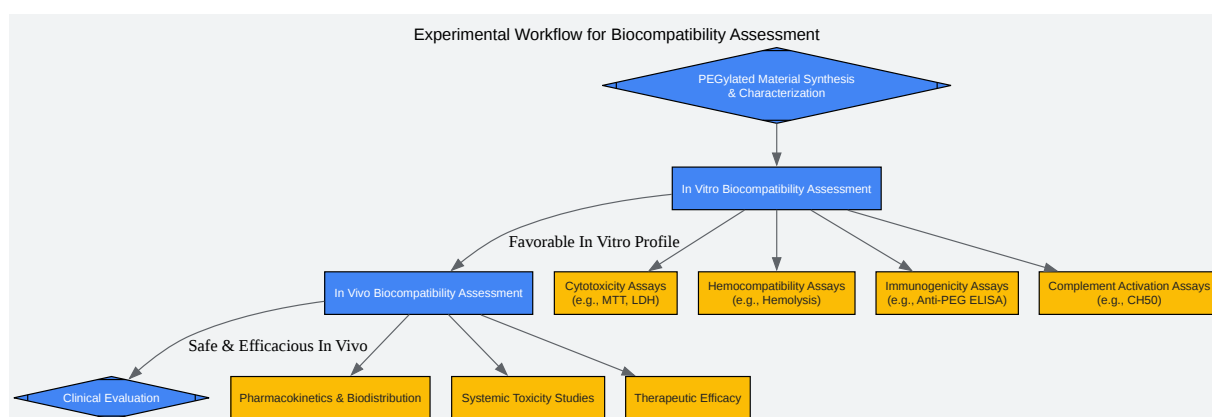 Experimental Workflow for Biocompatibility Assessment
PEGylated Material Synthesis
& Characterization
In Vitro Biocompatibility Assessment
Favorable In Vitro Profile
In Vivo Biocompatibility Assessment
Cytotoxicity Assays
(e.g., MTT, LDH)
Hemocompatibility Assays
(e.g., Hemolysis)
Immunogenicity Assays
(e.g., Anti-PEG ELISA)
Complement Activation Assays
(e.g., CH50)
Safe & Efficacious In Vivo
Clinical Evaluation
Pharmacokinetics & Biodistribution
Systemic Toxicity Studies
Therapeutic Efficacy